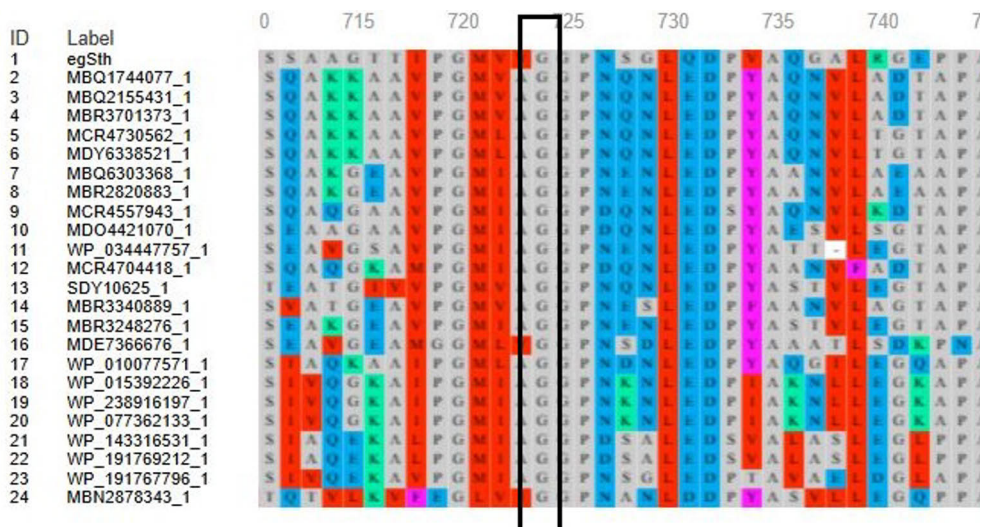 0 715 720 725 730 735 740
ID Label
1 egSth S S A A G T T I P G M V G G P N S G L Q D P V A Q G A L R G E P P
2 MBQ1744077_1 S Q A K K A A V P G M V A G G P N Q N L E D P Y A Q N V L A D T A P
3 MBQ2155431_1 S Q A K K A A V P G M V A G G P N Q N L E D P Y A Q N V L A D T A P
4 MBR3701373_1 S Q A K K A A V P G M V A G G P N Q N L E D P Y A Q N V L A D T A P
5 MCR4730562_1 S Q A K K A A V P G M L A G G P N Q N L E D P Y A Q N V L T G T A P
6 MDY6338521_1 S Q A K K A A V P G M L A G G P N Q N L E D P Y A Q N V L T G T A P
7 MBQ6303368_1 S Q A K G E A V P G M I A G G P N E N L E D P Y A A N V L A E A A P
8 MBR2820883_1 S Q A K G E A V P G M I A G G P N E N L E D P Y A A N V L A E A A P
9 MCR4557943_1 S Q A Q G A A V P G M I A G G P D Q N L E D S Y A Q N V L K D T A P
10 MDO4421070_1 S E A A G A A V P G M I A G G P N E N L E D P Y A E S V L S G T A P
11 WP_034447757_1 S E A V G S A V P G M I A G G P N E N L E D P Y A T T - L E G T A P
12 MCR4704418_1 S Q A Q G K A M P G M I A G G P D Q N L E D P Y A A N V F A D T A P
13 SDY10625_1 T E A T G I V V P G M V A G G P N E N L E D P Y A S T V L E G T A P
14 MBR3340889_1 S V A T G E A V P G M I A G G P N E S L E D P Y A A N V L A G T A P
15 MBR3248276_1 S E A K G E A V P G M I A G G P N E N L E D P Y A S T V L E G T A P
16 MDE7366676_1 S E A V G E A M G G M L G G P N S D L E D P Y A A A T L S D K P N
17 WP_010077571_1 S I A Q K A A I P G M L A G G P N D N L E D P Y A Q G I L E G Q A P
18 WP_015392226_1 S I V Q G K A I P G M I A G G P N K N L E D P I A K N L L E G K A P
19 WP_238916197_1 S I V Q G K A I P G M I A G G P N K N L E D P I A K N L L E G K A P
20 WP_077362133_1 S I V Q G K A I P G M I A G G P N K N L E D P I A K N L L E G K A P
21 WP_143316531_1 S I A Q E K A L P G M I A G G P D S A L E D S V A L A S L E G L P P
22 WP_191769212_1 S I A Q E K A L P G M I A G G P D S A L E D S V A L A S L E G L P P
23 WP_191767796_1 S I V Q E K A I P G M I A G G P N S G L E D P T A V A E L D G L A P
24 MBN2878343_1 T Q T V L K V F E G L V G G P N A N L E D P Y A S V L L E G Q P P